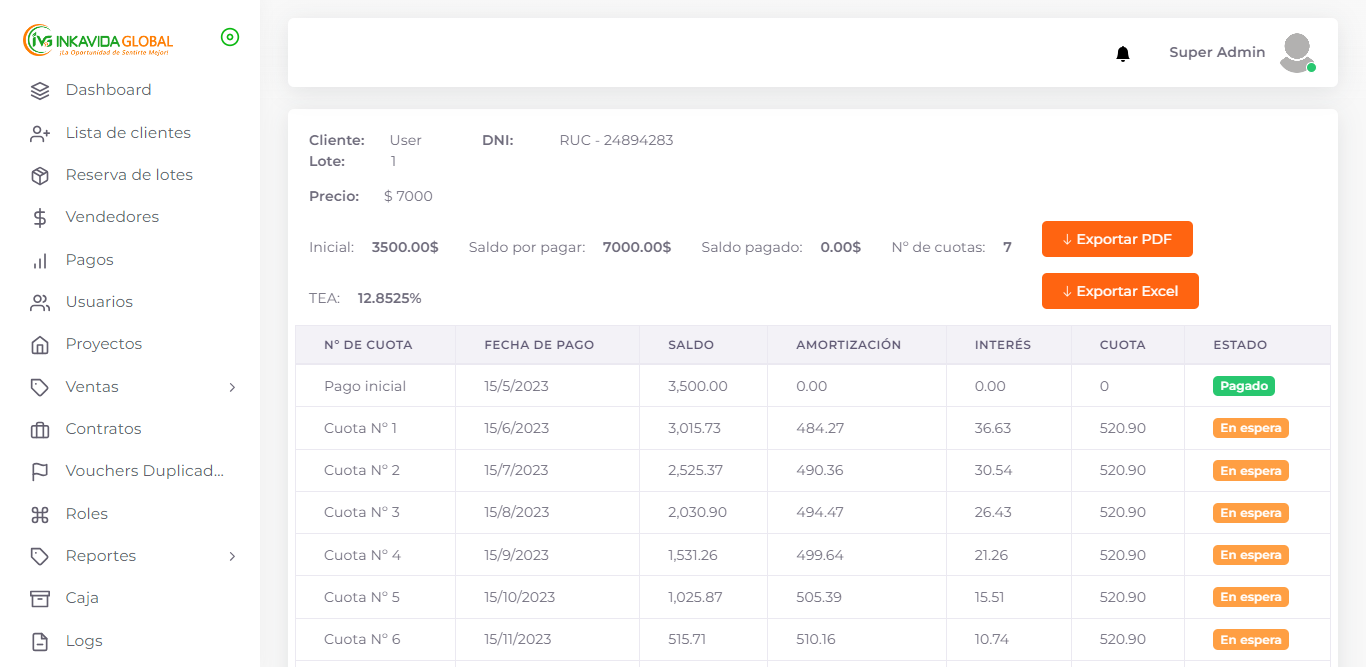 IVG INKAVIDA GLOBAL
¡La Oportunidad de Sentirte Mejor!
Dashboard
Lista de clientes
Reserva de lotes
Vendedores
Pagos
Usuarios
Proyectos
Ventas
Contratos
Vouchers Duplicad...
Roles
Reportes
Caja
Logs
Super Admin
Cliente: User DNI: RUC - 24894283
Lote: 1
Precio: $ 7000
Inicial: 3500.00$ Saldo por pagar: 7000.00$ Saldo pagado: 0.00$ Nº de cuotas: 7
↓ Exportar PDF
TEA: 12.8525%
↓ Exportar Excel
Nº DE CUOTA FECHA DE PAGO SALDO AMORTIZACIÓN INTERÉS CUOTA ESTADO
Pago inicial 15/5/2023 3,500.00 0.00 0.00 0 Pagado
Cuota Nº 1 15/6/2023 3,015.73 484.27 36.63 520.90 En espera
Cuota Nº 2 15/7/2023 2,525.37 490.36 30.54 520.90 En espera
Cuota Nº 3 15/8/2023 2,030.90 494.47 26.43 520.90 En espera
Cuota Nº 4 15/9/2023 1,531.26 499.64 21.26 520.90 En espera
Cuota Nº 5 15/10/2023 1,025.87 505.39 15.51 520.90 En espera
Cuota Nº 6 15/11/2023 515.71 510.16 10.74 520.90 En espera